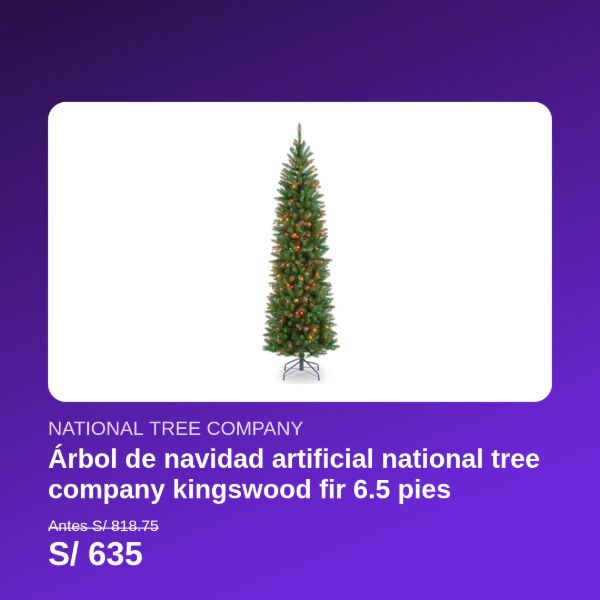 NATIONAL TREE COMPANY
Árbol de navidad artificial national tree
company kingswood fir 6.5 pies
Antes S/ 818.75
S/ 635